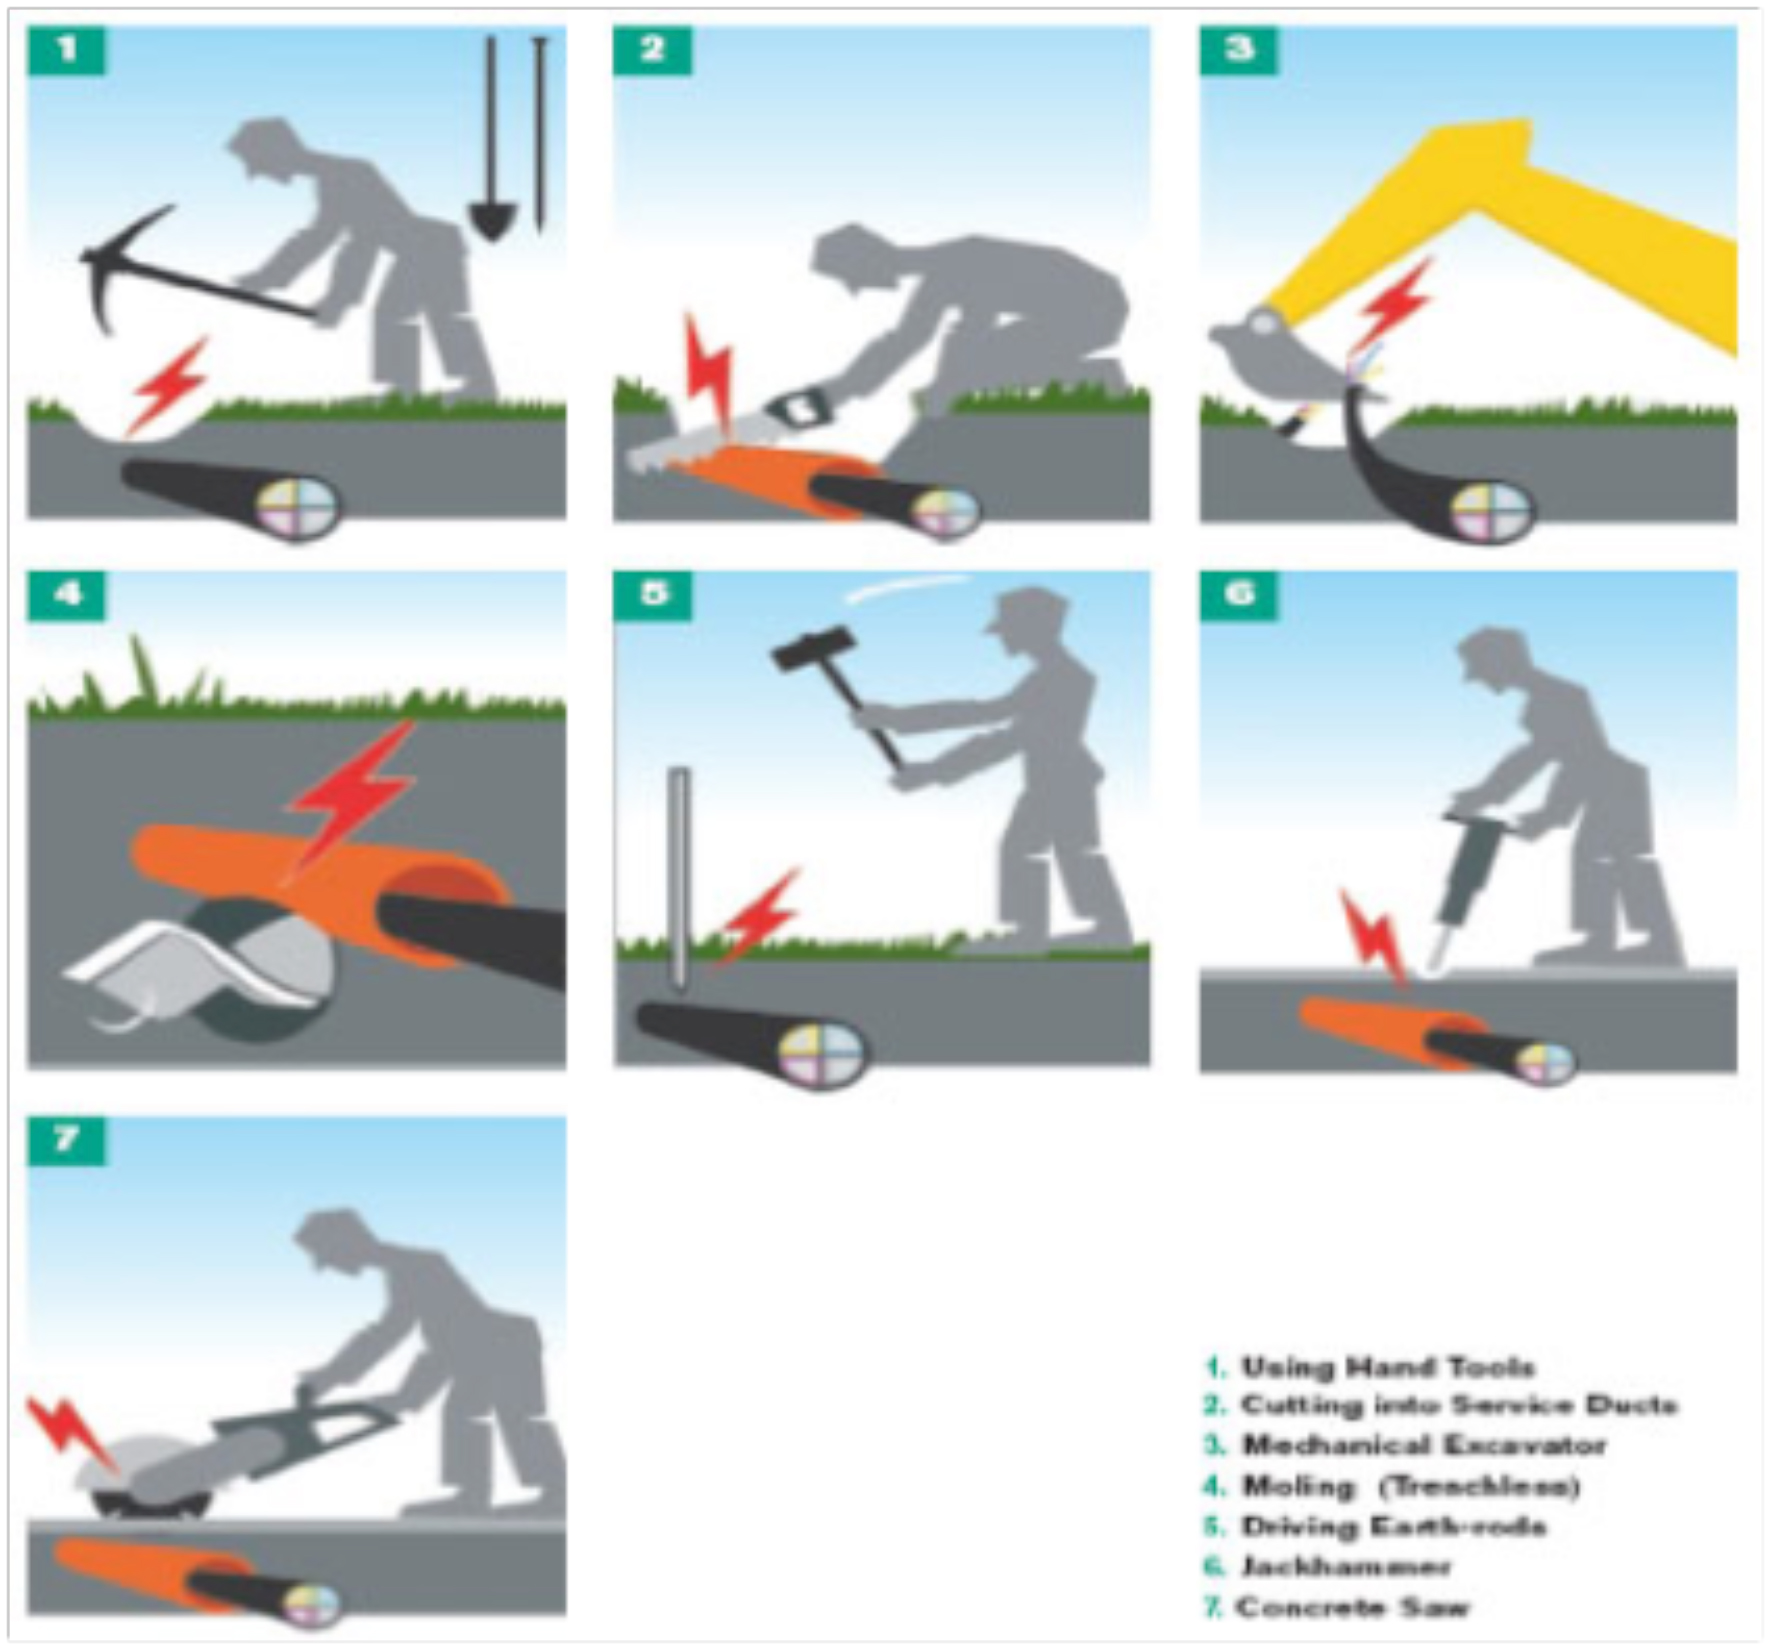 1
2
3
4
5
6
7
1. Using Hand Tools
2. Cutting into Service Ducts
3. Mechanical Excavator
4. Moling (Trenchless)
5. Driving Earth-rods
6. Jackhammer
7. Concrete Saw